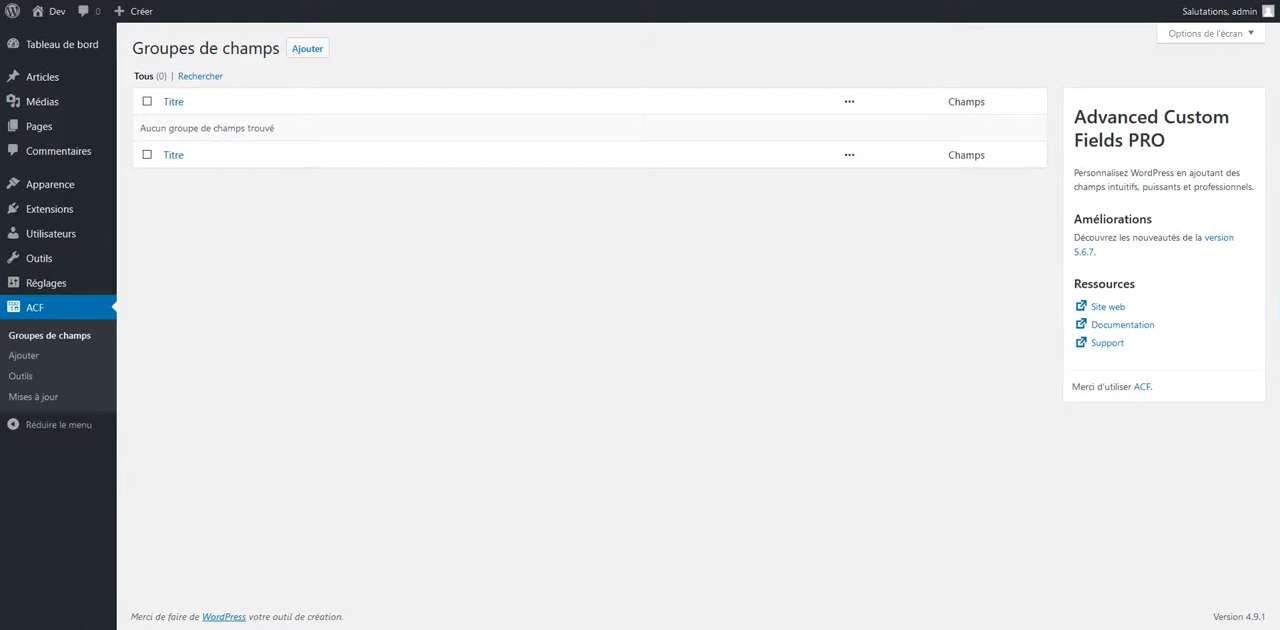 Dev
0
Créer
Salutations, admin
Tableau de bord
Articles
Médias
Pages
Commentaires
Apparence
Extensions
Utilisateurs
Outils
Réglages
ACF
Groupes de champs
Ajouter
Outils
Mises à jour
Réduire le menu
Options de l'écran ▼
Groupes de champs
Ajouter
Tous (0) | Rechercher
Titre ••• Champs
Aucun groupe de champs trouvé
Titre ••• Champs
Advanced Custom
Fields PRO
Personnalisez WordPress en ajoutant des
champs intuitifs, puissants et professionnels.
Améliorations
Découvrez les nouveautés de la version
5.6.7.
Ressources
Site web
Documentation
Support
Merci d'utiliser ACF.
Merci de faire de WordPress votre outil de création.
Version 4.9.1